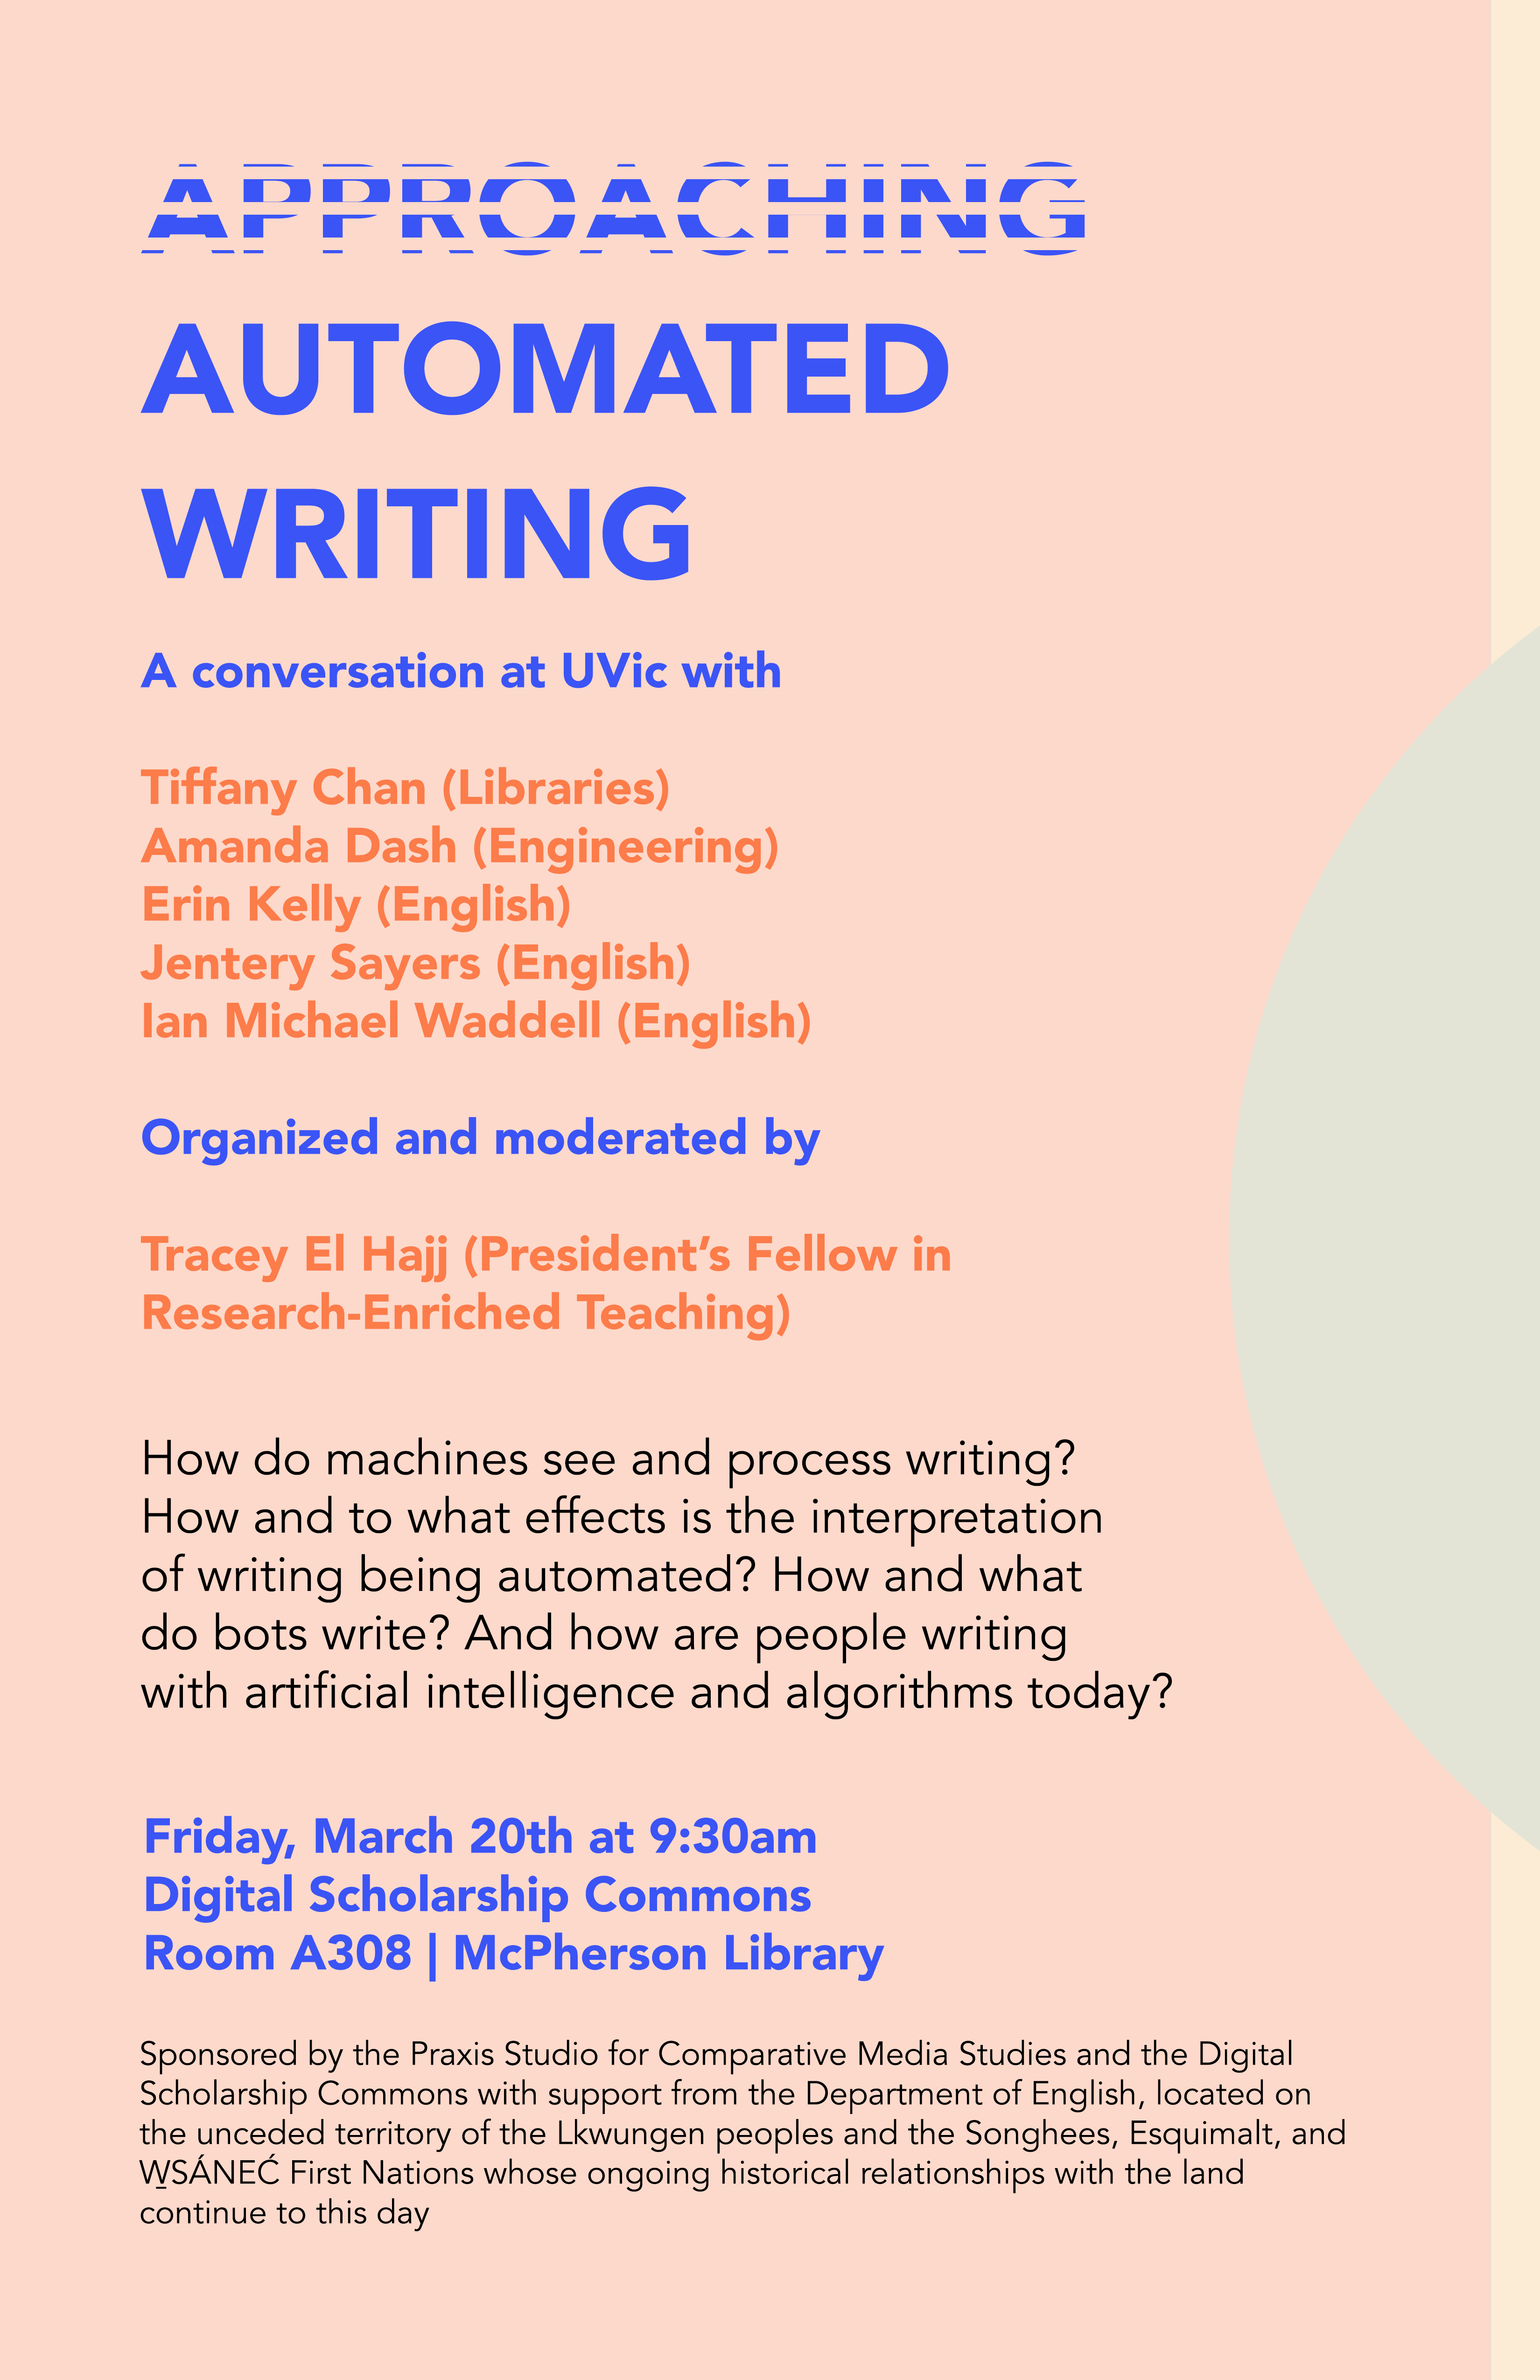 APPROACHING
AUTOMATED
WRITING
A conversation at UVic with
Tiffany Chan (Libraries)
Amanda Dash (Engineering)
Erin Kelly (English)
Jentery Sayers (English)
Ian Michael Waddell (English)
Organized and moderated by
Tracey El Hajj (President’s Fellow in
Research-Enriched Teaching)
How do machines see and process writing?
How and to what effects is the interpretation
of writing being automated? How and what
do bots write? And how are people writing
with artificial intelligence and algorithms today?
Friday, March 20th at 9:30am
Digital Scholarship Commons
Room A308 | McPherson Library
Sponsored by the Praxis Studio for Comparative Media Studies and the Digital
Scholarship Commons with support from the Department of English, located on
the unceded territory of the Lkwungen peoples and the Songhees, Esquimalt, and
W̱SÁNEĆ First Nations whose ongoing historical relationships with the land
continue to this day